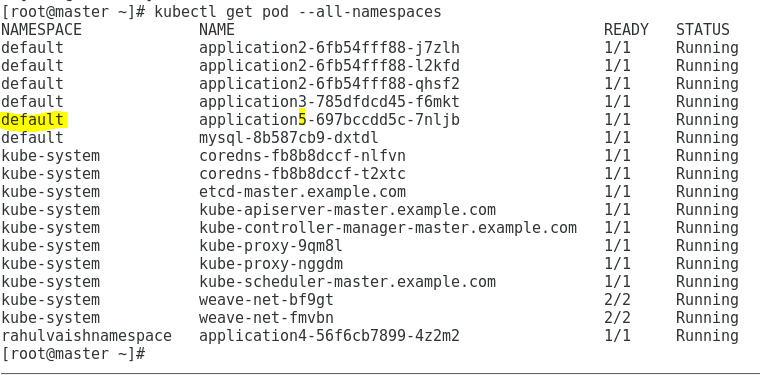 [root@master ~]# kubectl get pod --all-namespaces
NAMESPACE NAME READY STATUS
default application2-6fb54fff88-j7zlh 1/1 Running
default application2-6fb54fff88-l2kfd 1/1 Running
default application2-6fb54fff88-qhsf2 1/1 Running
default application3-785dfdcd45-f6mkt 1/1 Running
default application5-697bccdd5c-7nljb 1/1 Running
default mysql-8b587cb9-dxtdl 1/1 Running
kube-system coredns-fb8b8dccf-nlfvn 1/1 Running
kube-system coredns-fb8b8dccf-t2xtc 1/1 Running
kube-system etcd-master.example.com 1/1 Running
kube-system kube-apiserver-master.example.com 1/1 Running
kube-system kube-controller-manager-master.example.com 1/1 Running
kube-system kube-proxy-9qm8l 1/1 Running
kube-system kube-proxy-nggdm 1/1 Running
kube-system kube-scheduler-master.example.com 1/1 Running
kube-system weave-net-bf9gt 2/2 Running
kube-system weave-net-fmvbn 2/2 Running
rahulvaishnamespace application4-56f6cb7899-4z2m2 1/1 Running
[root@master ~]#